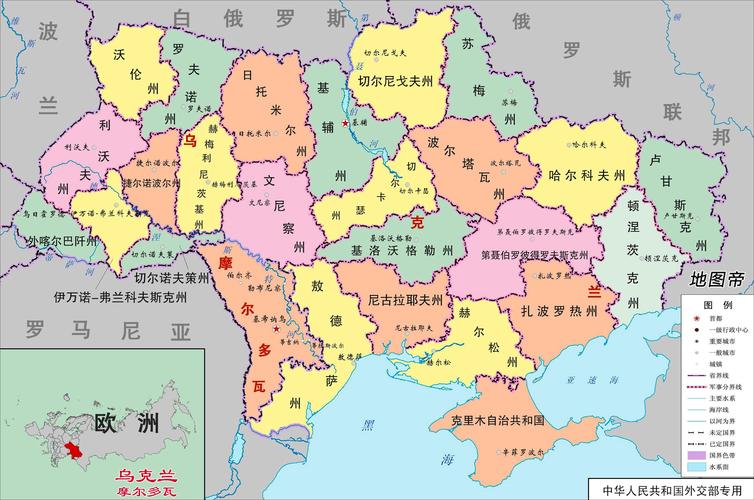 波兰
白俄罗斯
俄罗斯联邦
罗马尼亚
乌克兰
摩尔多瓦
沃伦州
罗夫诺州
罗夫诺
日托米尔州
日托米尔
基辅州
基辅
第聂伯河
切尔尼戈夫
切尔尼戈夫州
苏梅州
苏梅
顿河
利沃夫州
利沃夫
捷尔诺波尔
捷尔诺波尔州
赫梅利尼茨基州
赫梅利尼茨基
文尼察州
文尼察
切尔卡瑟州
切尔卡瑟
波尔塔瓦州
波尔塔瓦
哈尔科夫
哈尔科夫州
卢甘斯克州
卢甘斯克
乌日霍罗德
外喀尔巴阡州
伊万诺-弗兰科夫斯克
伊万诺-弗兰科夫斯克州
切尔诺夫策
切尔诺夫策州
基洛沃格勒
基洛沃格勒州
第聂伯罗彼得罗夫斯克
第聂伯罗彼得罗夫斯克州
顿涅茨克州
顿涅茨克
伯尔齐
基希讷乌
蒂拉斯波尔
敖德萨州
敖德萨
尼古拉耶夫州
尼古拉耶夫
赫尔松州
赫尔松
扎波罗热
扎波罗热州
亚速海
黑海
克里木自治共和国
辛菲罗波尔
地图帝
图 例
首都
一级行政中心
重要城市
一般城市
城镇
省界线
军事分界线
主要水系
海岸线
以河为界
未定国界
已定国界
国界色带
水系面
欧洲
乌克兰
摩尔多瓦
中华人民共和国外交部专用